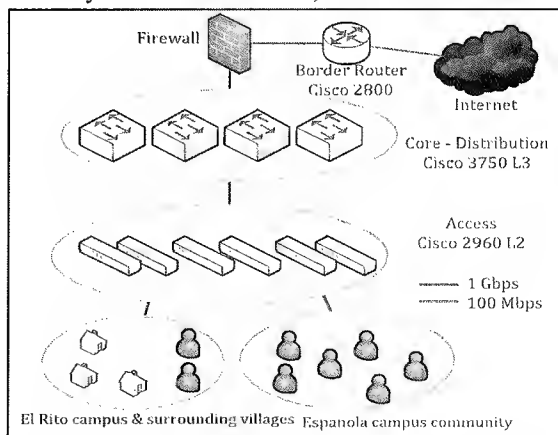 Firewall
Border Router
Cisco 2800
Internet
Core - Distribution
Cisco 3750 L3
Access
Cisco 2960 L2
1 Gbps
100 Mbps
El Rito campus & surrounding villages
Espanola campus community